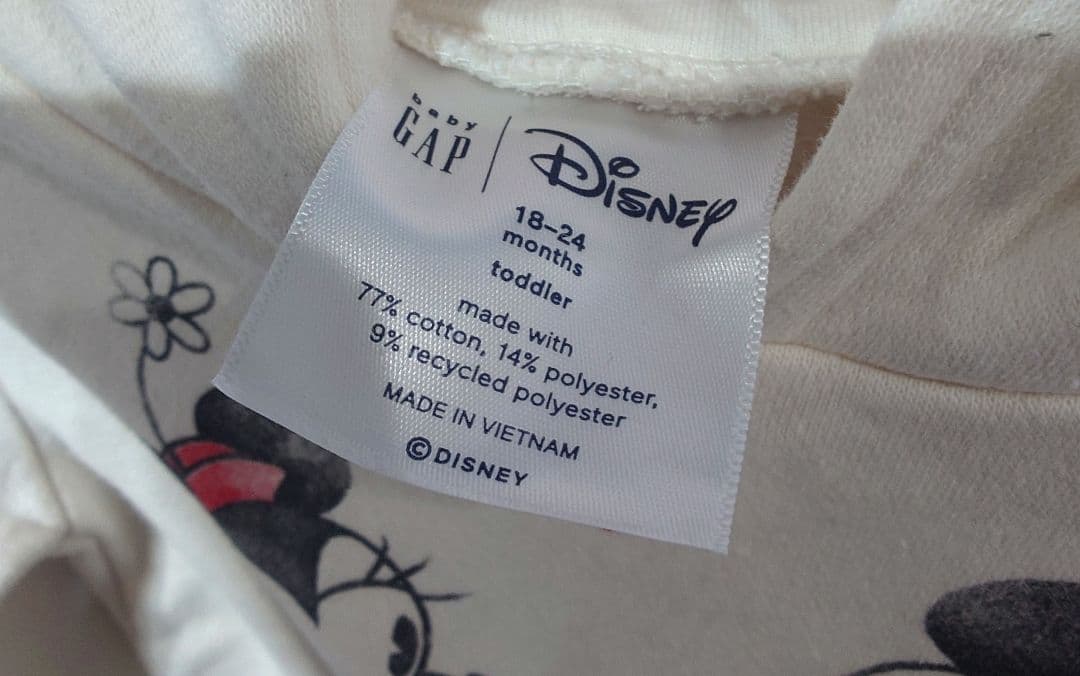 baby
GAP | Disney
18-24
months
toddler
made with
77% cotton, 14% polyester,
9% recycled polyester
MADE IN VIETNAM
©DISNEY